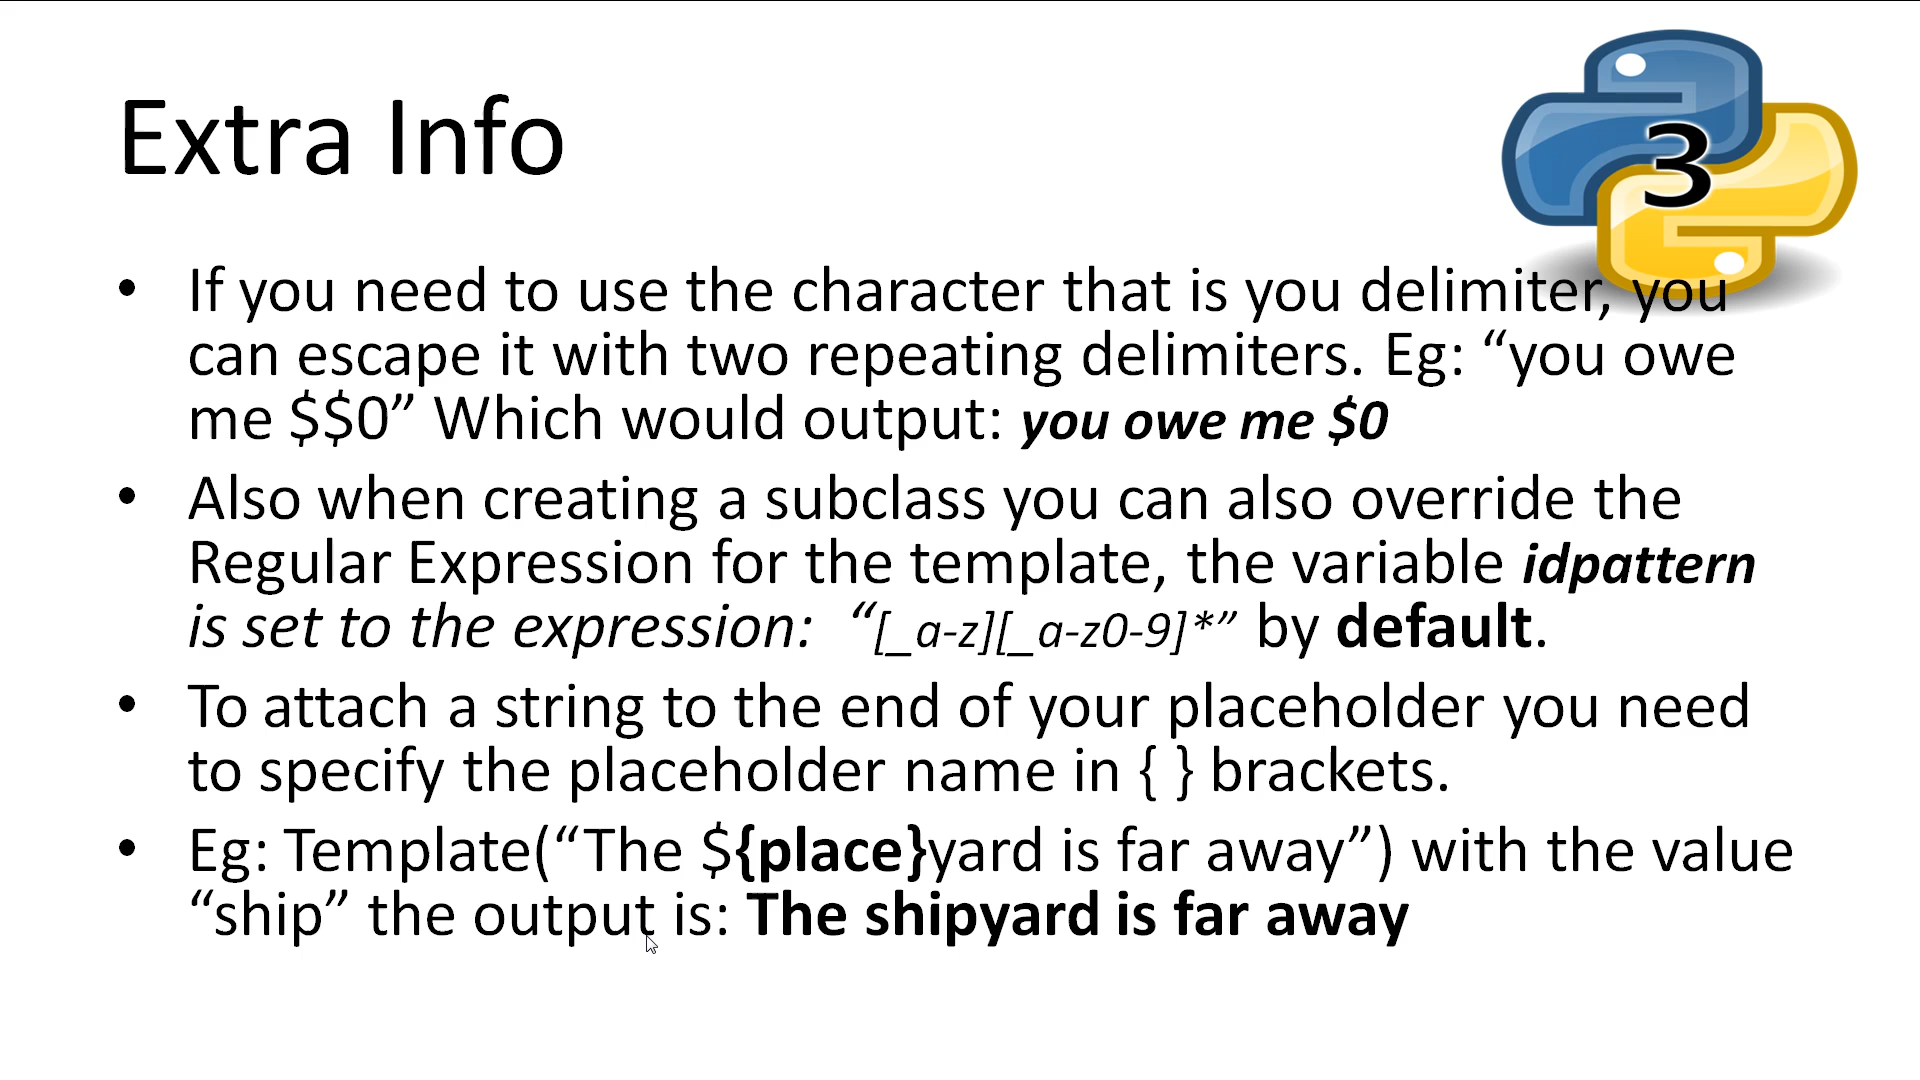 Extra Info
3
• If you need to use the character that is you delimiter, you
can escape it with two repeating delimiters. Eg: “you owe
me $$0” Which would output: you owe me $0
• Also when creating a subclass you can also override the
Regular Expression for the template, the variable idpattern
is set to the expression: “[_a-z][_a-z0-9]*” by default.
• To attach a string to the end of your placeholder you need
to specify the placeholder name in { } brackets.
• Eg: Template(“The ${place}yard is far away”) with the value
“ship” the output is: The shipyard is far away